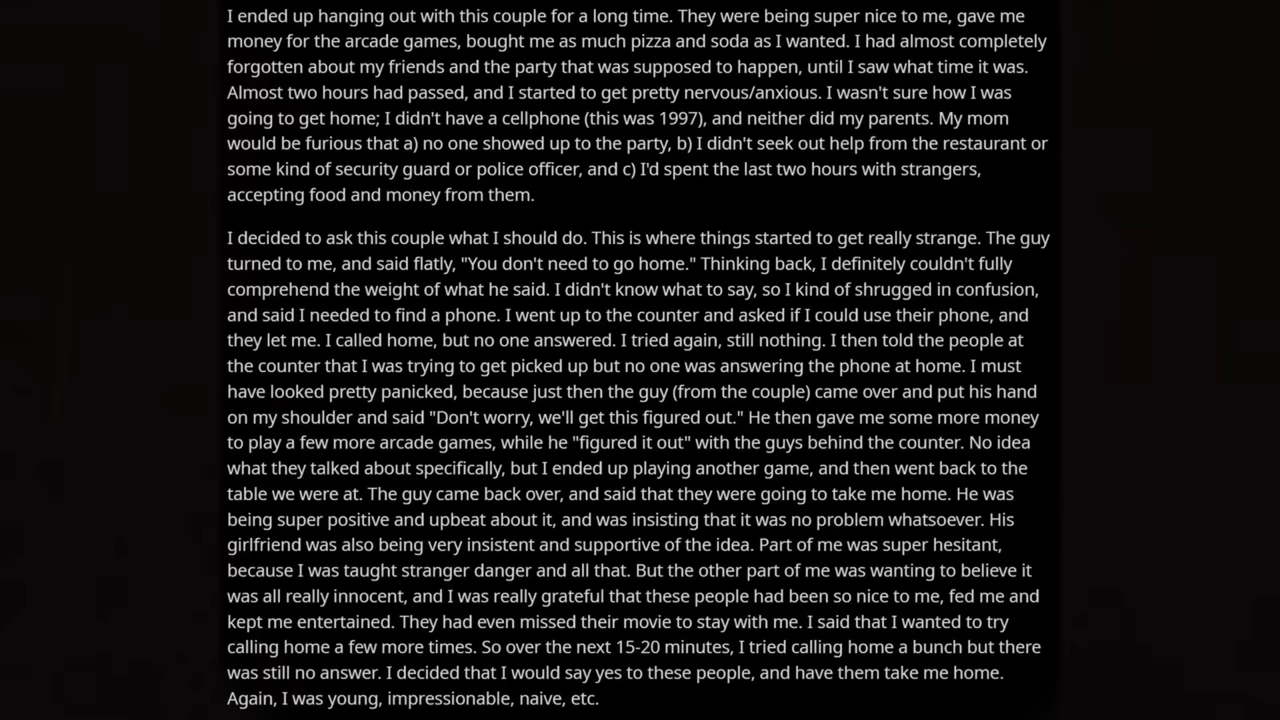 I ended up hanging out with this couple for a long time. They were being super nice to me, gave me
money for the arcade games, bought me as much pizza and soda as I wanted. I had almost completely
forgotten about my friends and the party that was supposed to happen, until I saw what time it was.
Almost two hours had passed, and I started to get pretty nervous/anxious. I wasn't sure how I was
going to get home; I didn't have a cellphone (this was 1997), and neither did my parents. My mom
would be furious that a) no one showed up to the party, b) I didn't seek out help from the restaurant or
some kind of security guard or police officer, and c) I'd spent the last two hours with strangers,
accepting food and money from them.
I decided to ask this couple what I should do. This is where things started to get really strange. The guy
turned to me, and said flatly, "You don't need to go home." Thinking back, I definitely couldn't fully
comprehend the weight of what he said. I didn't know what to say, so I kind of shrugged in confusion,
and said I needed to find a phone. I went up to the counter and asked if I could use their phone, and
they let me. I called home, but no one answered. I tried again, still nothing. I then told the people at
the counter that I was trying to get picked up but no one was answering the phone at home. I must
have looked pretty panicked, because just then the guy (from the couple) came over and put his hand
on my shoulder and said "Don't worry, we'll get this figured out." He then gave me some more money
to play a few more arcade games, while he "figured it out" with the guys behind the counter. No idea
what they talked about specifically, but I ended up playing another game, and then went back to the
table we were at. The guy came back over, and said that they were going to take me home. He was
being super positive and upbeat about it, and was insisting that it was no problem whatsoever. His
girlfriend was also being very insistent and supportive of the idea. Part of me was super hesitant,
because I was taught stranger danger and all that. But the other part of me was wanting to believe it
was all really innocent, and I was really grateful that these people had been so nice to me, fed me and
kept me entertained. They had even missed their movie to stay with me. I said that I wanted to try
calling home a few more times. So over the next 15-20 minutes, I tried calling home a bunch but there
was still no answer. I decided that I would say yes to these people, and have them take me home.
Again, I was young, impressionable, naive, etc.